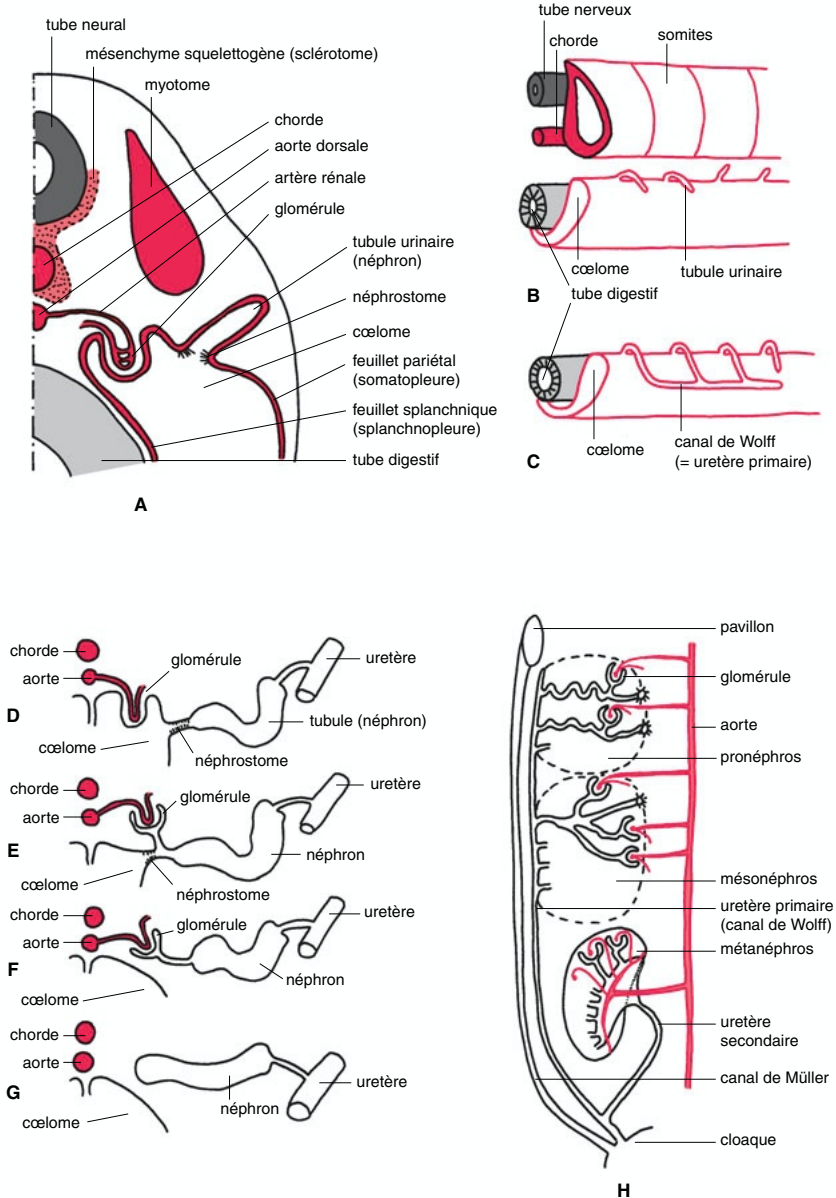 tube neural
mésenchyme squelettogène (sclérotome)
myotome
chorde
aorte dorsale
artère rénale
glomérule
tubule urinaire
(néphron)
néphrostome
cœlome
feuillet pariétal
(somatopleure)
feuillet splanchnique
(splanchnopleure)
tube digestif
A
tube nerveux
chorde
somites
cœlome
tubule urinaire
B
tube digestif
cœlome
canal de Wolff
(= uretère primaire)
C
chorde
glomérule
uretère
aorte
D
tubule (néphron)
cœlome
néphrostome
chorde
glomérule
uretère
aorte
E
néphron
cœlome
néphrostome
chorde
glomérule
uretère
aorte
F
néphron
cœlome
chorde
aorte
uretère
G
néphron
cœlome
pavillon
glomérule
aorte
pronéphros
mésonéphros
uretère primaire
(canal de Wolff)
métanéphros
uretère
secondaire
canal de Müller
cloaque
H